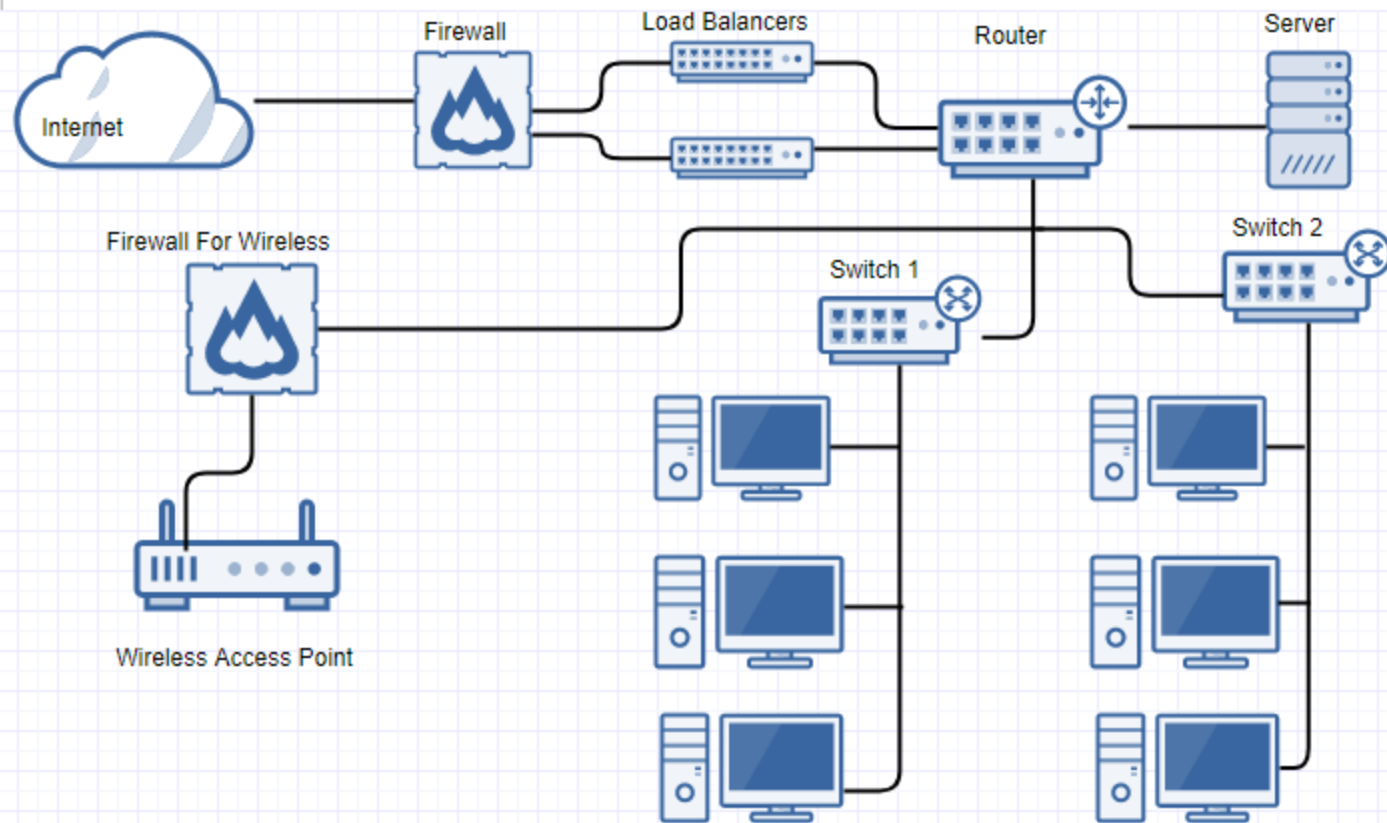 Firewall
Load Balancers
Router
Server
Internet
Firewall For Wireless
Switch 1
Switch 2
Wireless Access Point